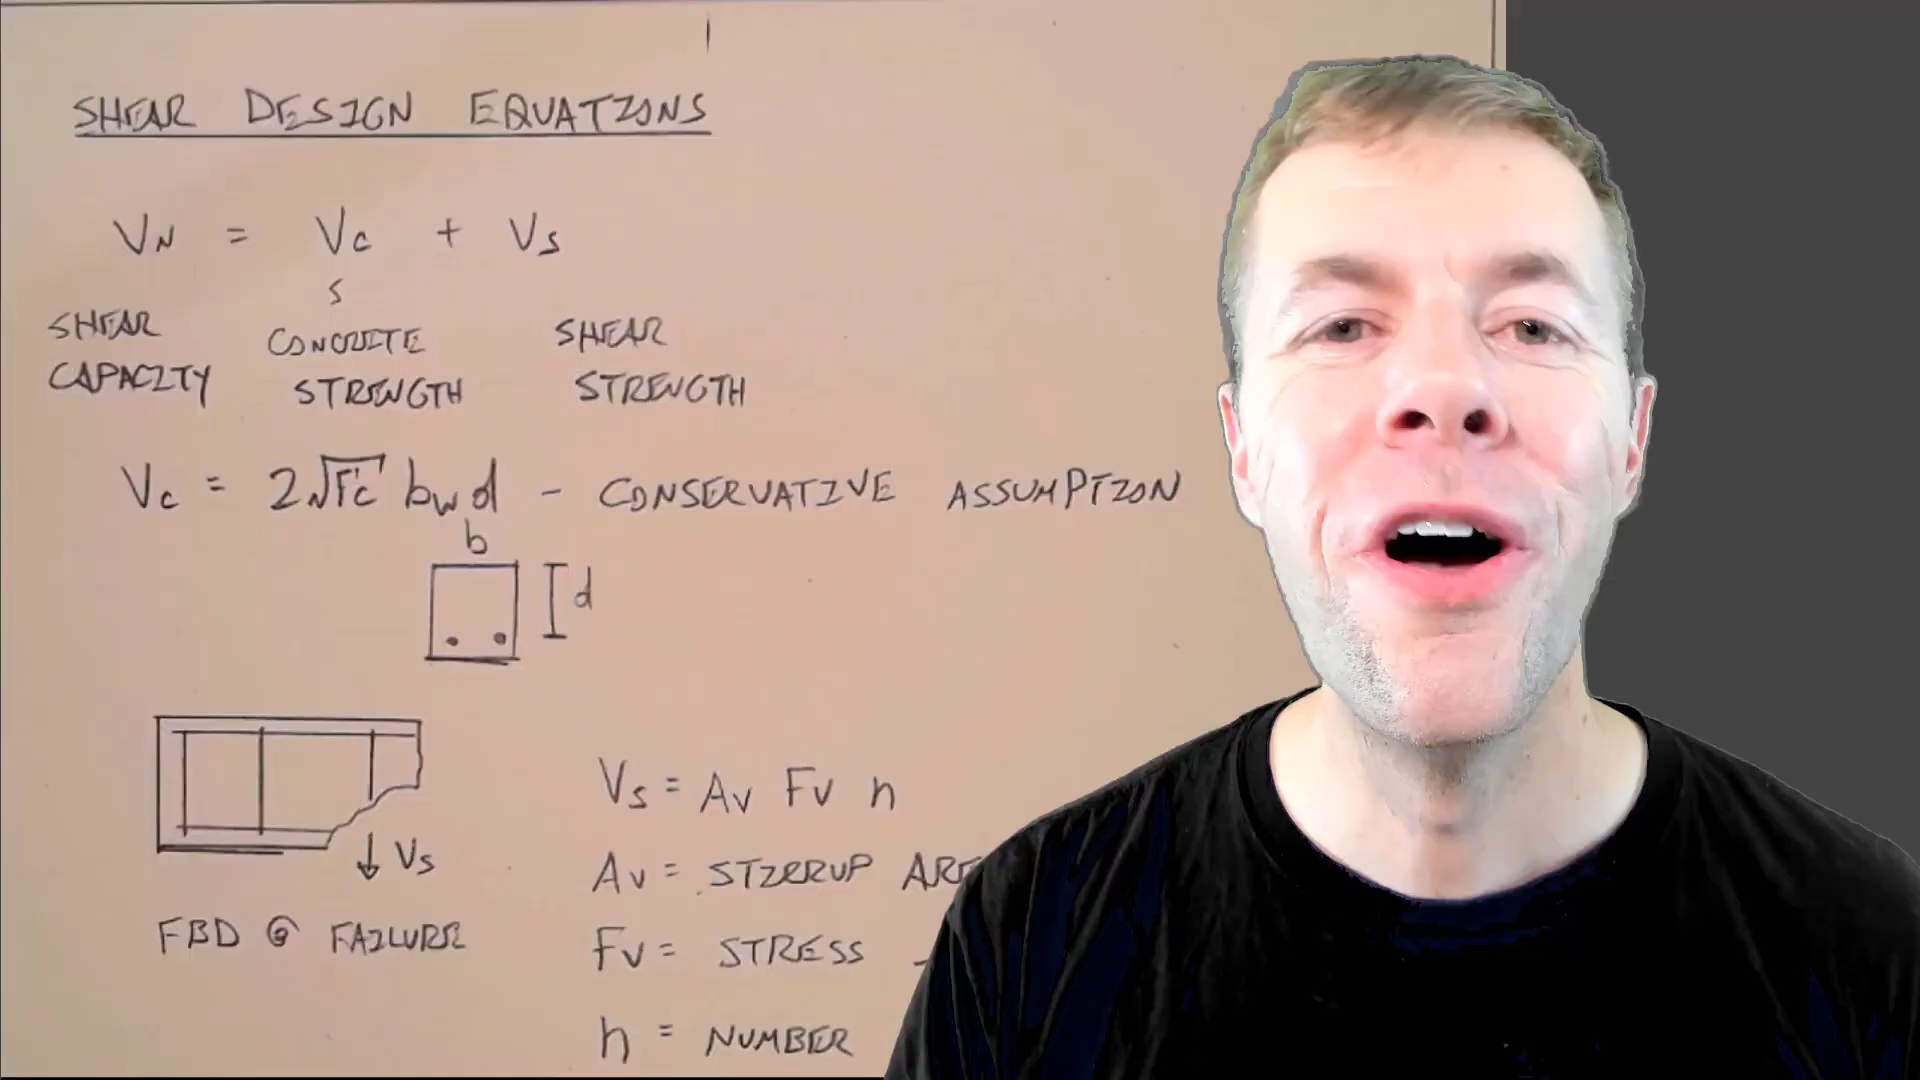 SHEAR DESIGN EQUATIONS
VN = Vc + Vs
s
SHEAR CAPACITY
CONCRETE STRENGTH
SHEAR STRENGTH
Vc = 2√F'c bw d - CONSERVATIVE ASSUMPTION
b
d
Vs
FBD @ FAILURE
Vs = Av Fv n
Av = STIRRUP
Fv = STRESS -
n = NUMBER